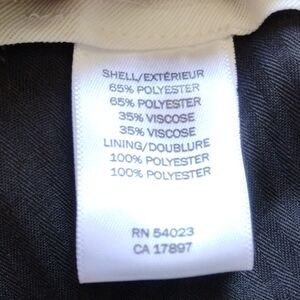 SHELL/EXTÉRIEUR
65% POLYESTER
65% POLYESTER
35% VISCOSE
35% VISCOSE
LINING/DOUBLURE
100% POLYESTER
100% POLYESTER
RN 54023
CA 17897